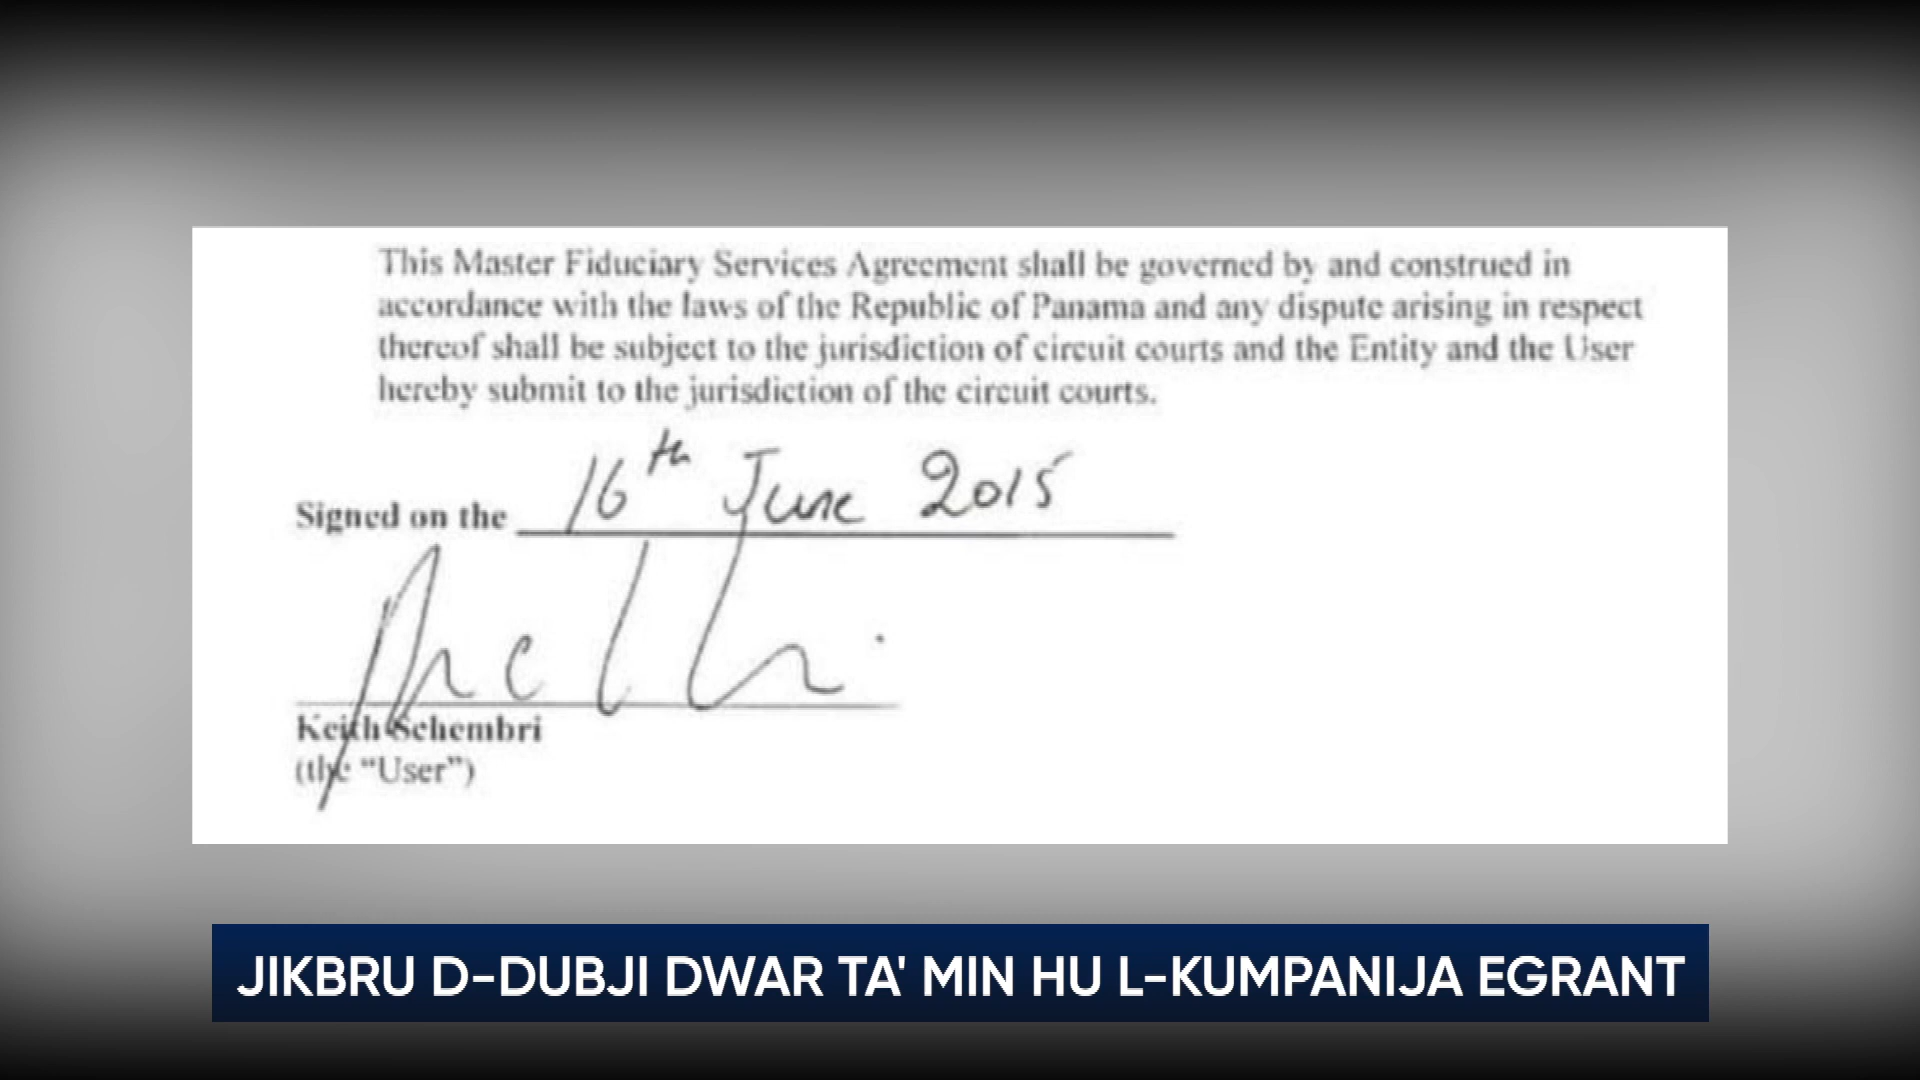 This Master Fiduciary Services Agreement shall be governed by and construed in
accordance with the laws of the Republic of Panama and any dispute arising in respect
thereof shall be subject to the jurisdiction of circuit courts and the Entity and the User
hereby submit to the jurisdiction of the circuit courts.
Signed on the 16th June 2015
Keith Schembri
(the “User”)
JIKBRU D-DUBJI DWAR TA' MIN HU L-KUMPANIJA EGRANT